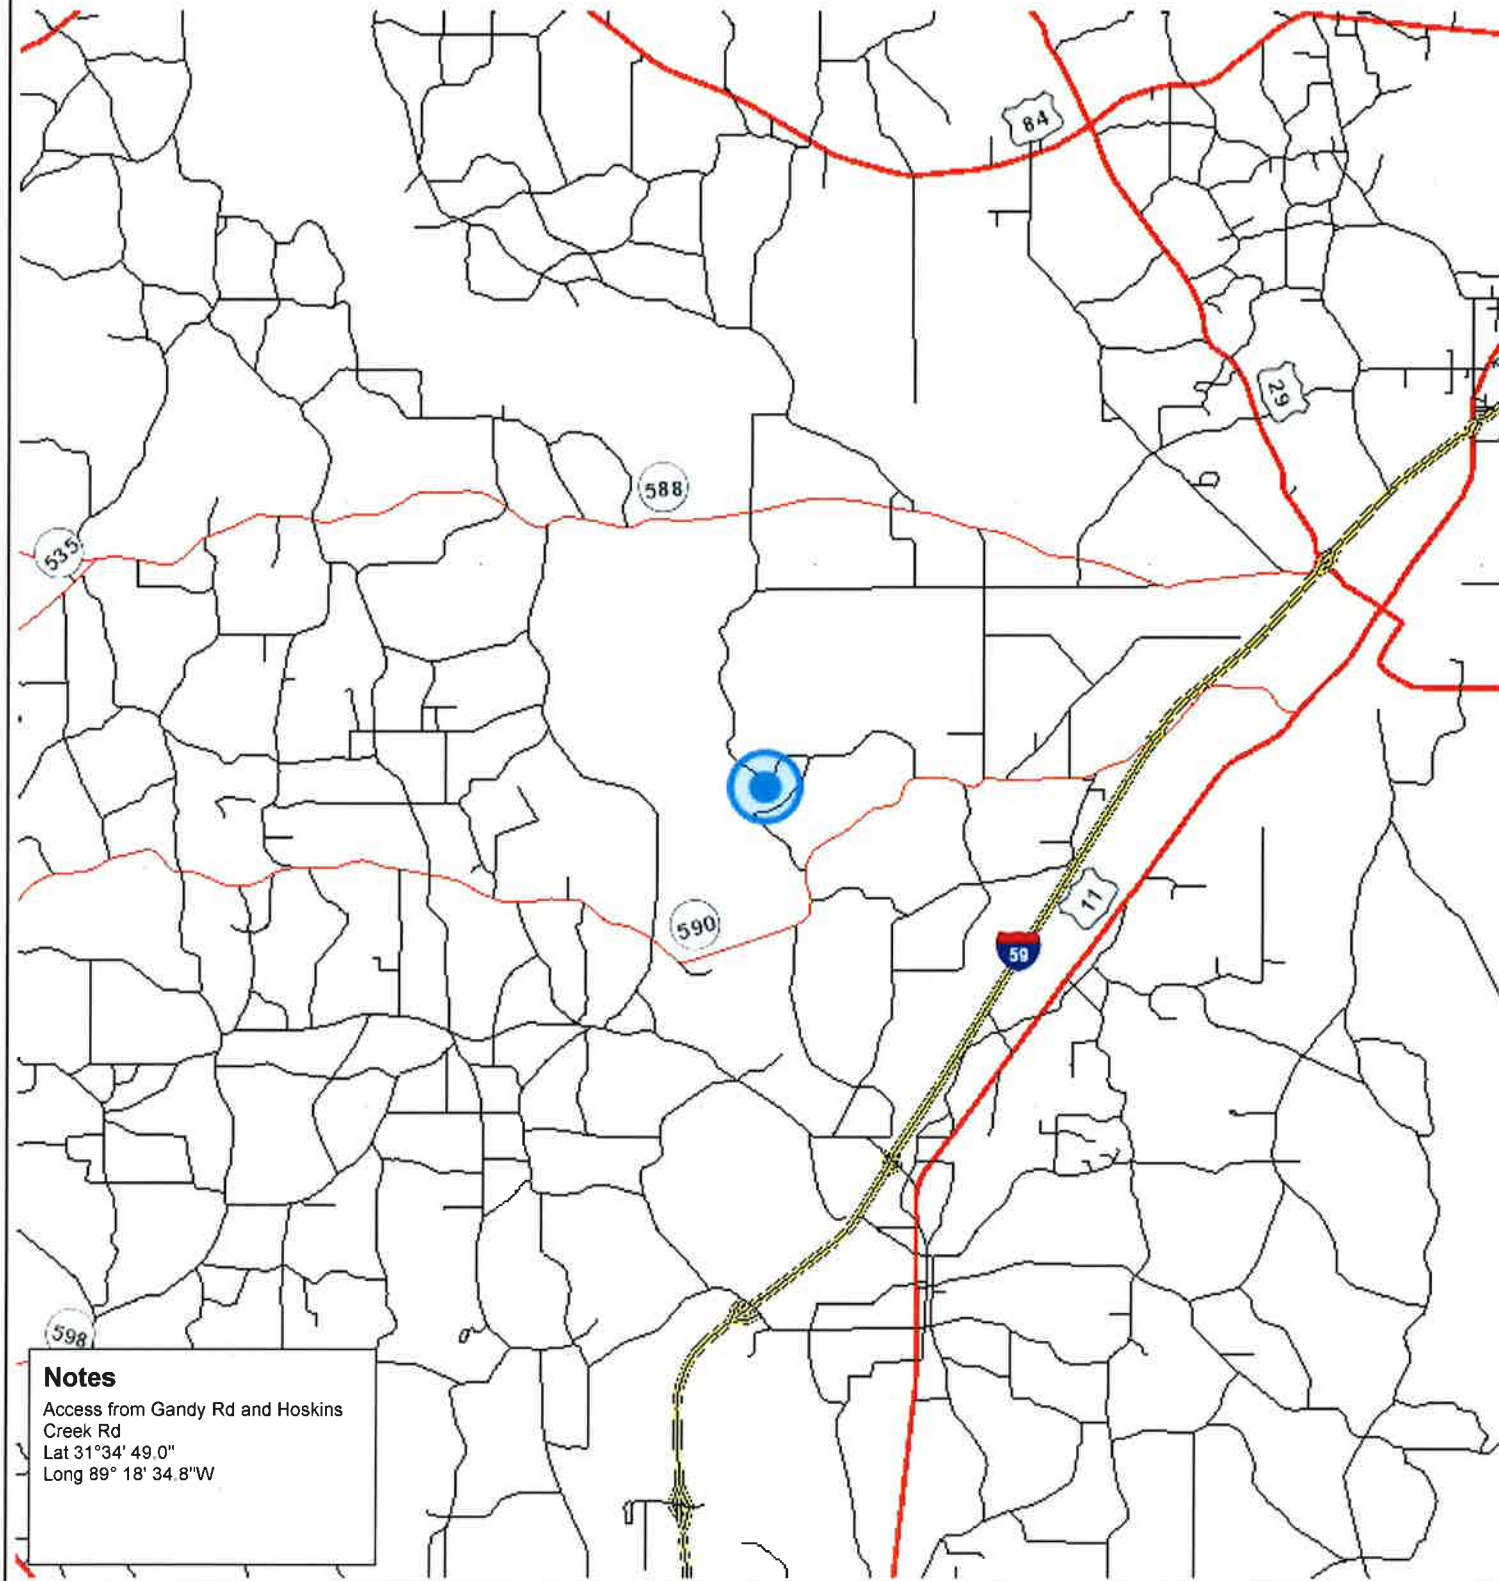 84
29
588
535
590
11
59
598
Notes
Access from Gandy Rd and Hoskins
Creek Rd
Lat 31°34' 49.0"
Long 89° 18' 34.8"W